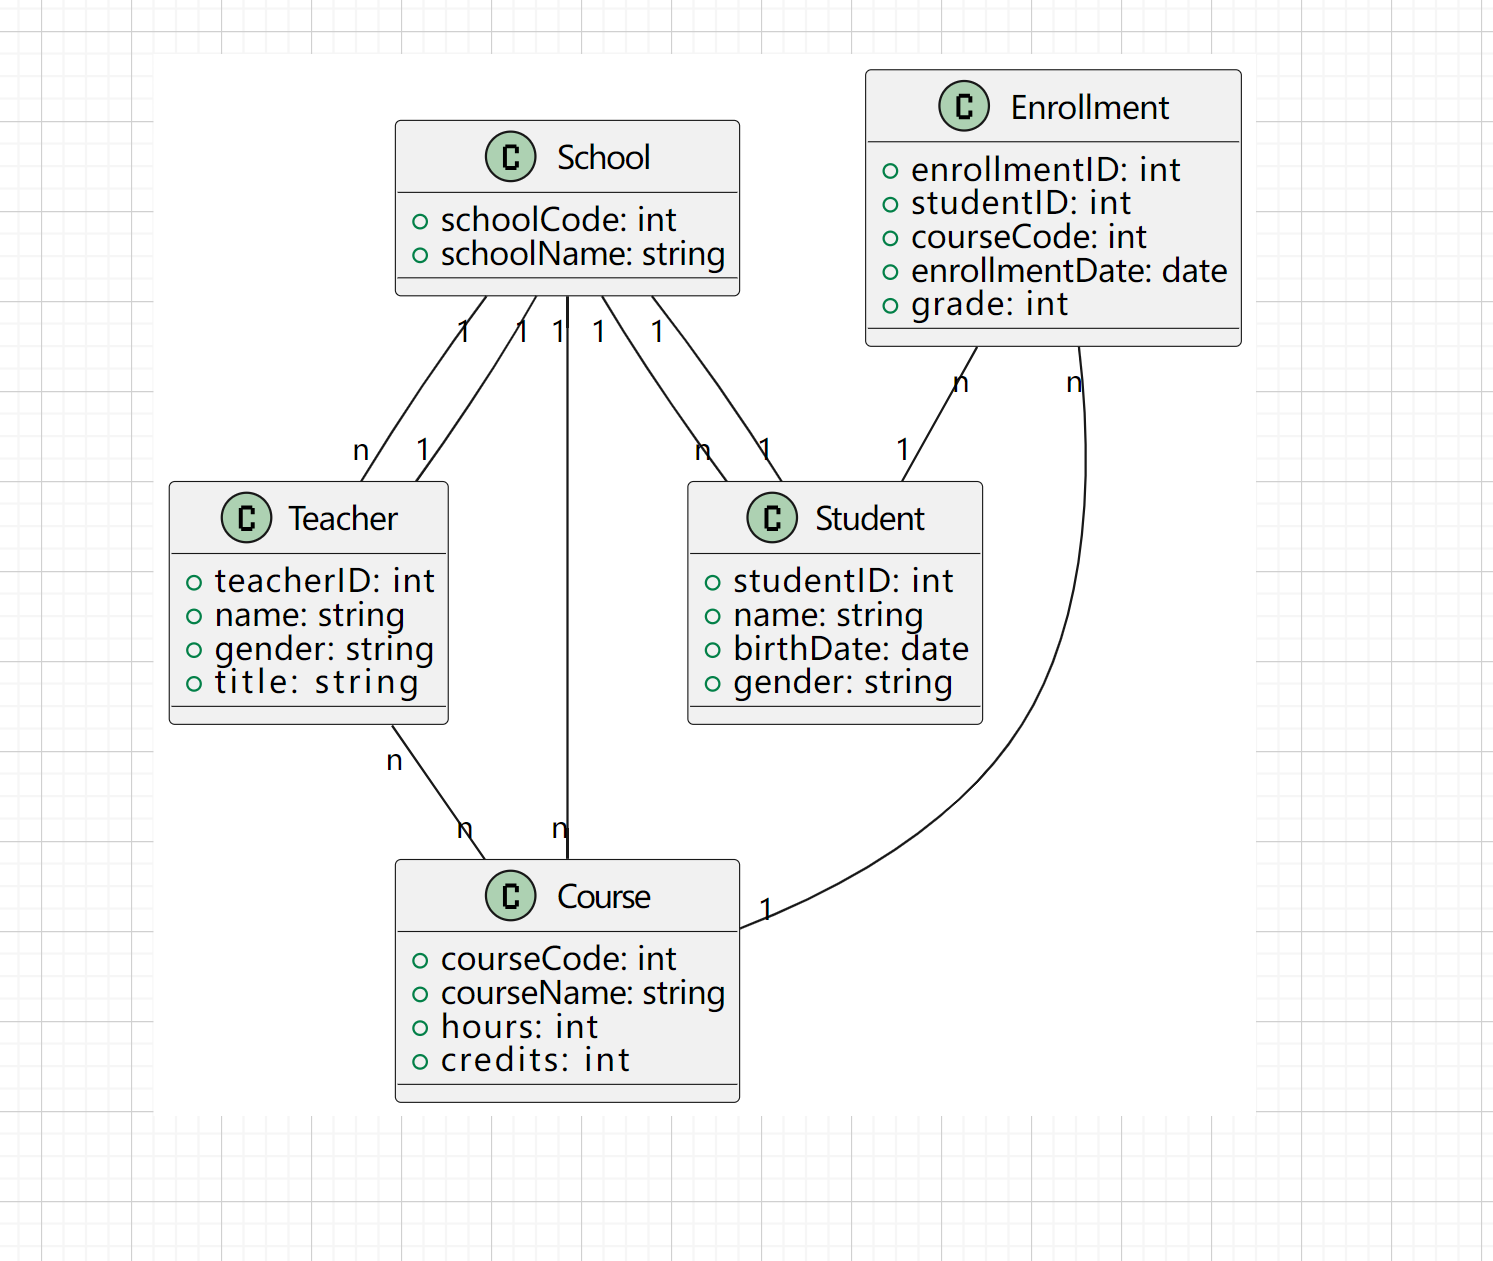 C School
schoolCode: int
schoolName: string
C Enrollment
enrollmentID: int
studentID: int
courseCode: int
enrollmentDate: date
grade: int
1 1 1 1 1
n n
n 1 n 1 1
C Teacher
teacherID: int
name: string
gender: string
title: string
C Student
studentID: int
name: string
birthDate: date
gender: string
n
n n
1
C Course
courseCode: int
courseName: string
hours: int
credits: int